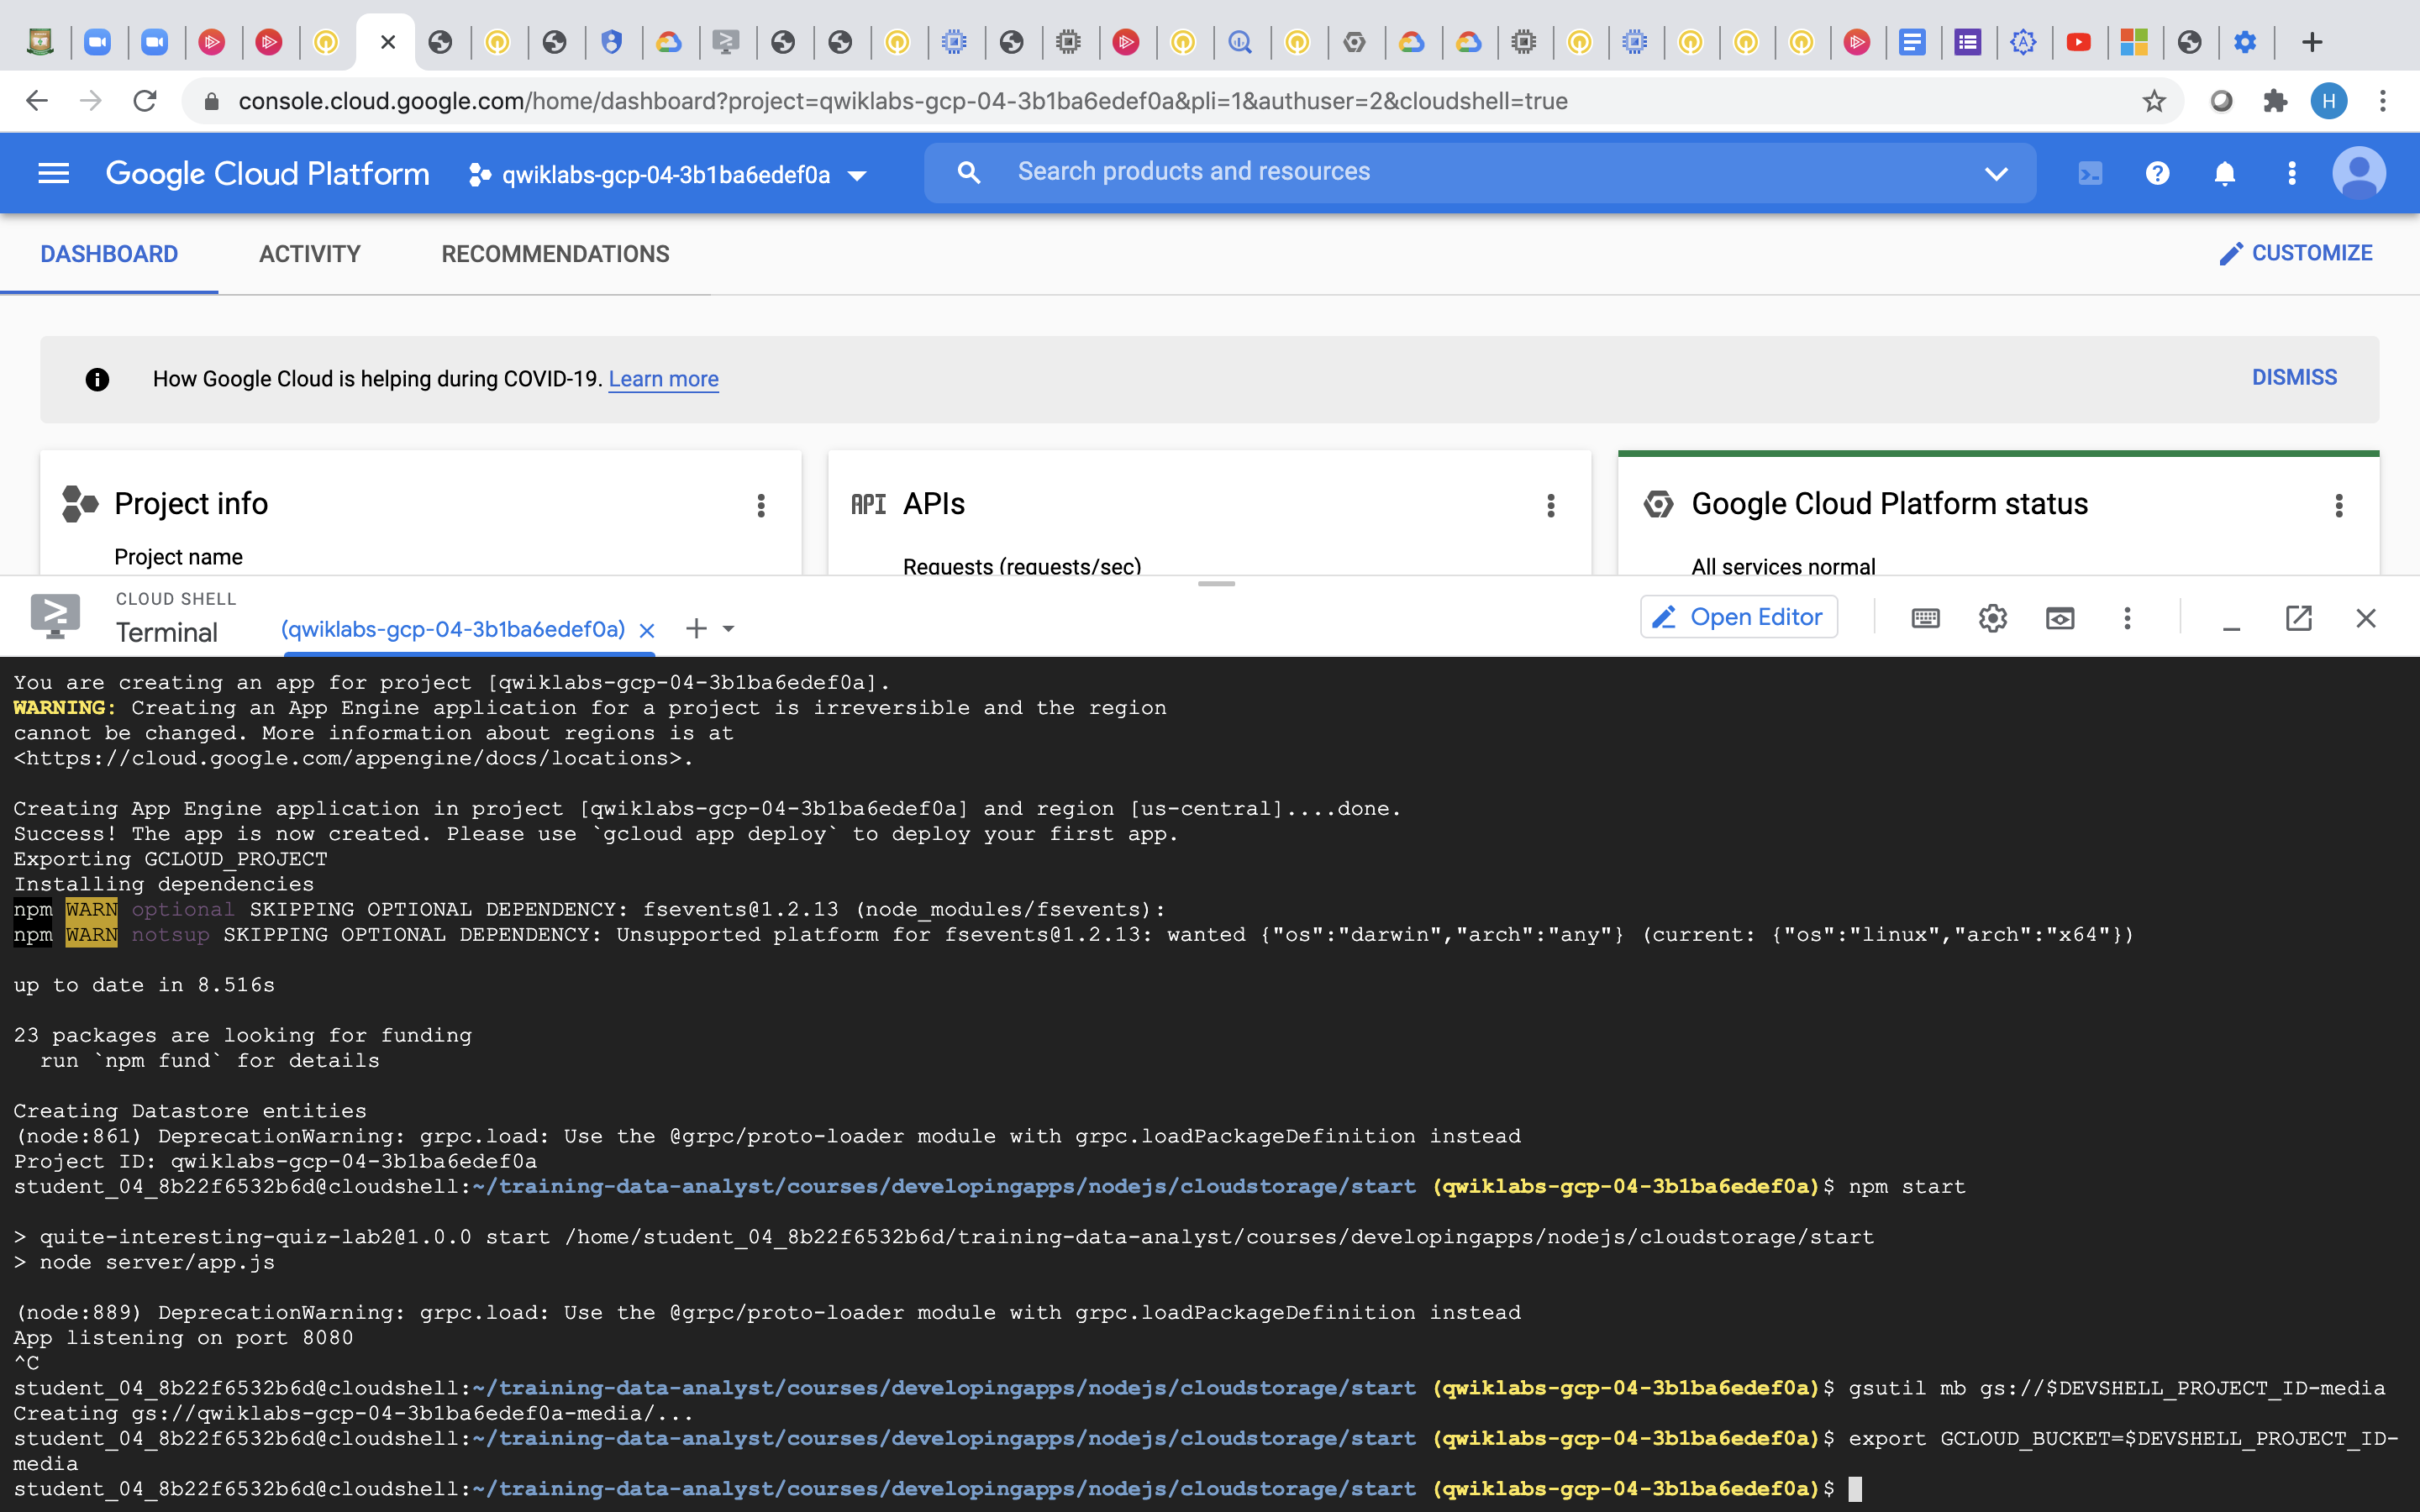 console.cloud.google.com/home/dashboard?project=qwiklabs-gcp-04-3b1ba6edef0a&pli=1&authuser=2&cloudshell=true
H
Google Cloud Platform
qwiklabs-gcp-04-3b1ba6edef0a
Search products and resources
DASHBOARD
ACTIVITY
RECOMMENDATIONS
CUSTOMIZE
How Google Cloud is helping during COVID-19. Learn more
DISMISS
Project info
Project name
API APIs
Requests (requests/sec)
Google Cloud Platform status
All services normal
CLOUD SHELL
Terminal
(qwiklabs-gcp-04-3b1ba6edef0a)
Open Editor
You are creating an app for project [qwiklabs-gcp-04-3b1ba6edef0a].
WARNING: Creating an App Engine application for a project is irreversible and the region
cannot be changed. More information about regions is at
<https://cloud.google.com/appengine/docs/locations>.
Creating App Engine application in project [qwiklabs-gcp-04-3b1ba6edef0a] and region [us-central]....done.
Success! The app is now created. Please use `gcloud app deploy` to deploy your first app.
Exporting GCLOUD_PROJECT
Installing dependencies
npm WARN optional SKIPPING OPTIONAL DEPENDENCY: fsevents@1.2.13 (node_modules/fsevents):
npm WARN notsup SKIPPING OPTIONAL DEPENDENCY: Unsupported platform for fsevents@1.2.13: wanted {"os":"darwin","arch":"any"} (current: {"os":"linux","arch":"x64"})
up to date in 8.516s
23 packages are looking for funding
run `npm fund` for details
Creating Datastore entities
(node:861) DeprecationWarning: grpc.load: Use the @grpc/proto-loader module with grpc.loadPackageDefinition instead
Project ID: qwiklabs-gcp-04-3b1ba6edef0a
student_04_8b22f6532b6d@cloudshell:~/training-data-analyst/courses/developingapps/nodejs/cloudstorage/start (qwiklabs-gcp-04-3b1ba6edef0a)$ npm start
> quite-interesting-quiz-lab2@1.0.0 start /home/student_04_8b22f6532b6d/training-data-analyst/courses/developingapps/nodejs/cloudstorage/start
> node server/app.js
(node:889) DeprecationWarning: grpc.load: Use the @grpc/proto-loader module with grpc.loadPackageDefinition instead
App listening on port 8080
^C
student_04_8b22f6532b6d@cloudshell:~/training-data-analyst/courses/developingapps/nodejs/cloudstorage/start (qwiklabs-gcp-04-3b1ba6edef0a)$ gsutil mb gs://$DEVSHELL_PROJECT_ID-media
Creating gs://qwiklabs-gcp-04-3b1ba6edef0a-media/...
student_04_8b22f6532b6d@cloudshell:~/training-data-analyst/courses/developingapps/nodejs/cloudstorage/start (qwiklabs-gcp-04-3b1ba6edef0a)$ export GCLOUD_BUCKET=$DEVSHELL_PROJECT_ID-
media
student_04_8b22f6532b6d@cloudshell:~/training-data-analyst/courses/developingapps/nodejs/cloudstorage/start (qwiklabs-gcp-04-3b1ba6edef0a)$